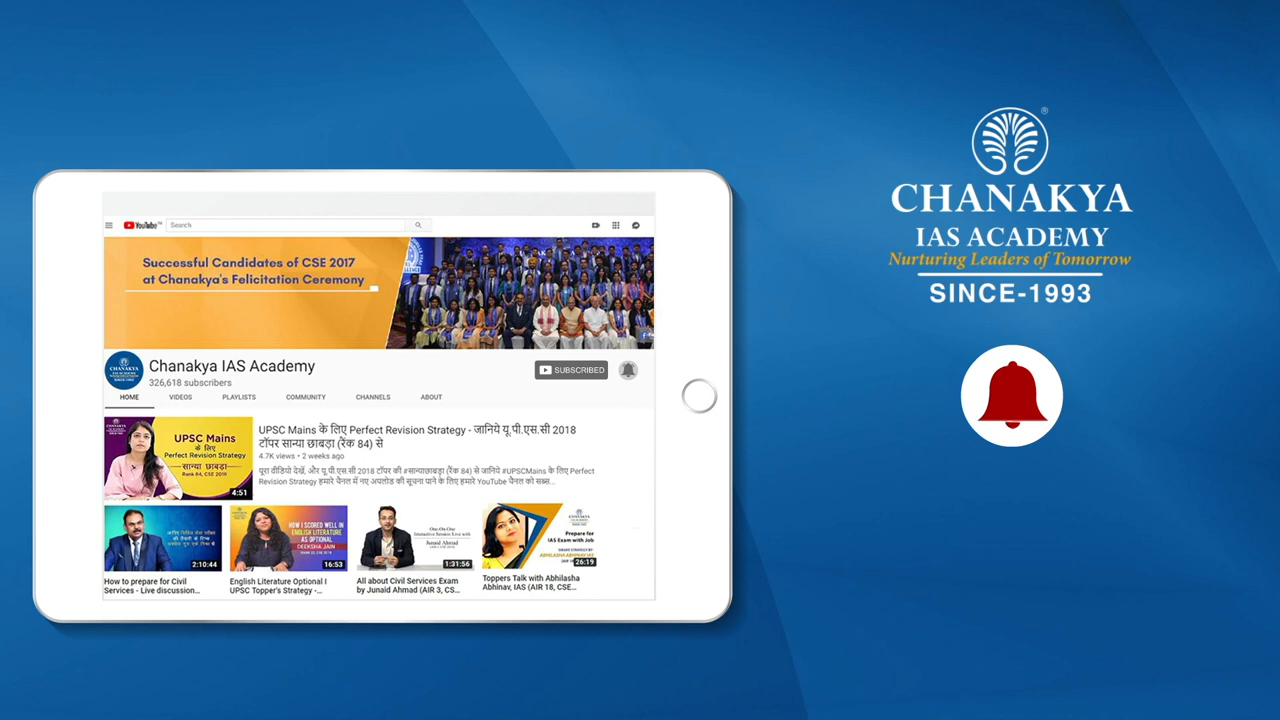 YouTube
Search
Successful Candidates of CSE 2017
at Chanakya's Felicitation Ceremony
Chanakya IAS Academy
326,618 subscribers
SUBSCRIBED
HOME
VIDEOS
PLAYLISTS
COMMUNITY
CHANNELS
ABOUT
UPSC Mains
के लिए
Perfect Revision Strategy
सान्या छाबड़ा
Rank 84, CSE 2018
4:51
UPSC Mains के लिए Perfect Revision Strategy - जानिये यू.पी.एस.सी 2018
टॉपर सान्या छाबड़ा (रैंक 84) से
4.7K views • 2 weeks ago
पूरा वीडियो देखें, और यू.पी.एस.सी 2018 टॉपर की #सान्याछाबड़ा (रैंक 84) से जानिये #UPSCMains के लिए Perfect
Revision Strategy हमारे चैनल में नए अपलोड की सूचना पाने के लिए हमारे YouTube चैनल को सब्स...
2:10:44
How to prepare for Civil
Services - Live discussion...
HOW I SCORED WELL IN
ENGLISH LITERATURE
AS OPTIONAL
DEEKSHA JAIN
16:53
English Literature Optional I
UPSC Topper's Strategy -...
One-On-One
Interactive Session Live with
Junaid Ahmad
1:31:56
All about Civil Services Exam
by Junaid Ahmad (AIR 3, CS...
Prepare for
IAS Exam with Job
ABHILASHA ABHINAV IAS
26:19
Toppers Talk with Abhilasha
Abhinav, IAS (AIR 18, CSE...
CHANAKYA
IAS ACADEMY
Nurturing Leaders of Tomorrow
SINCE-1993